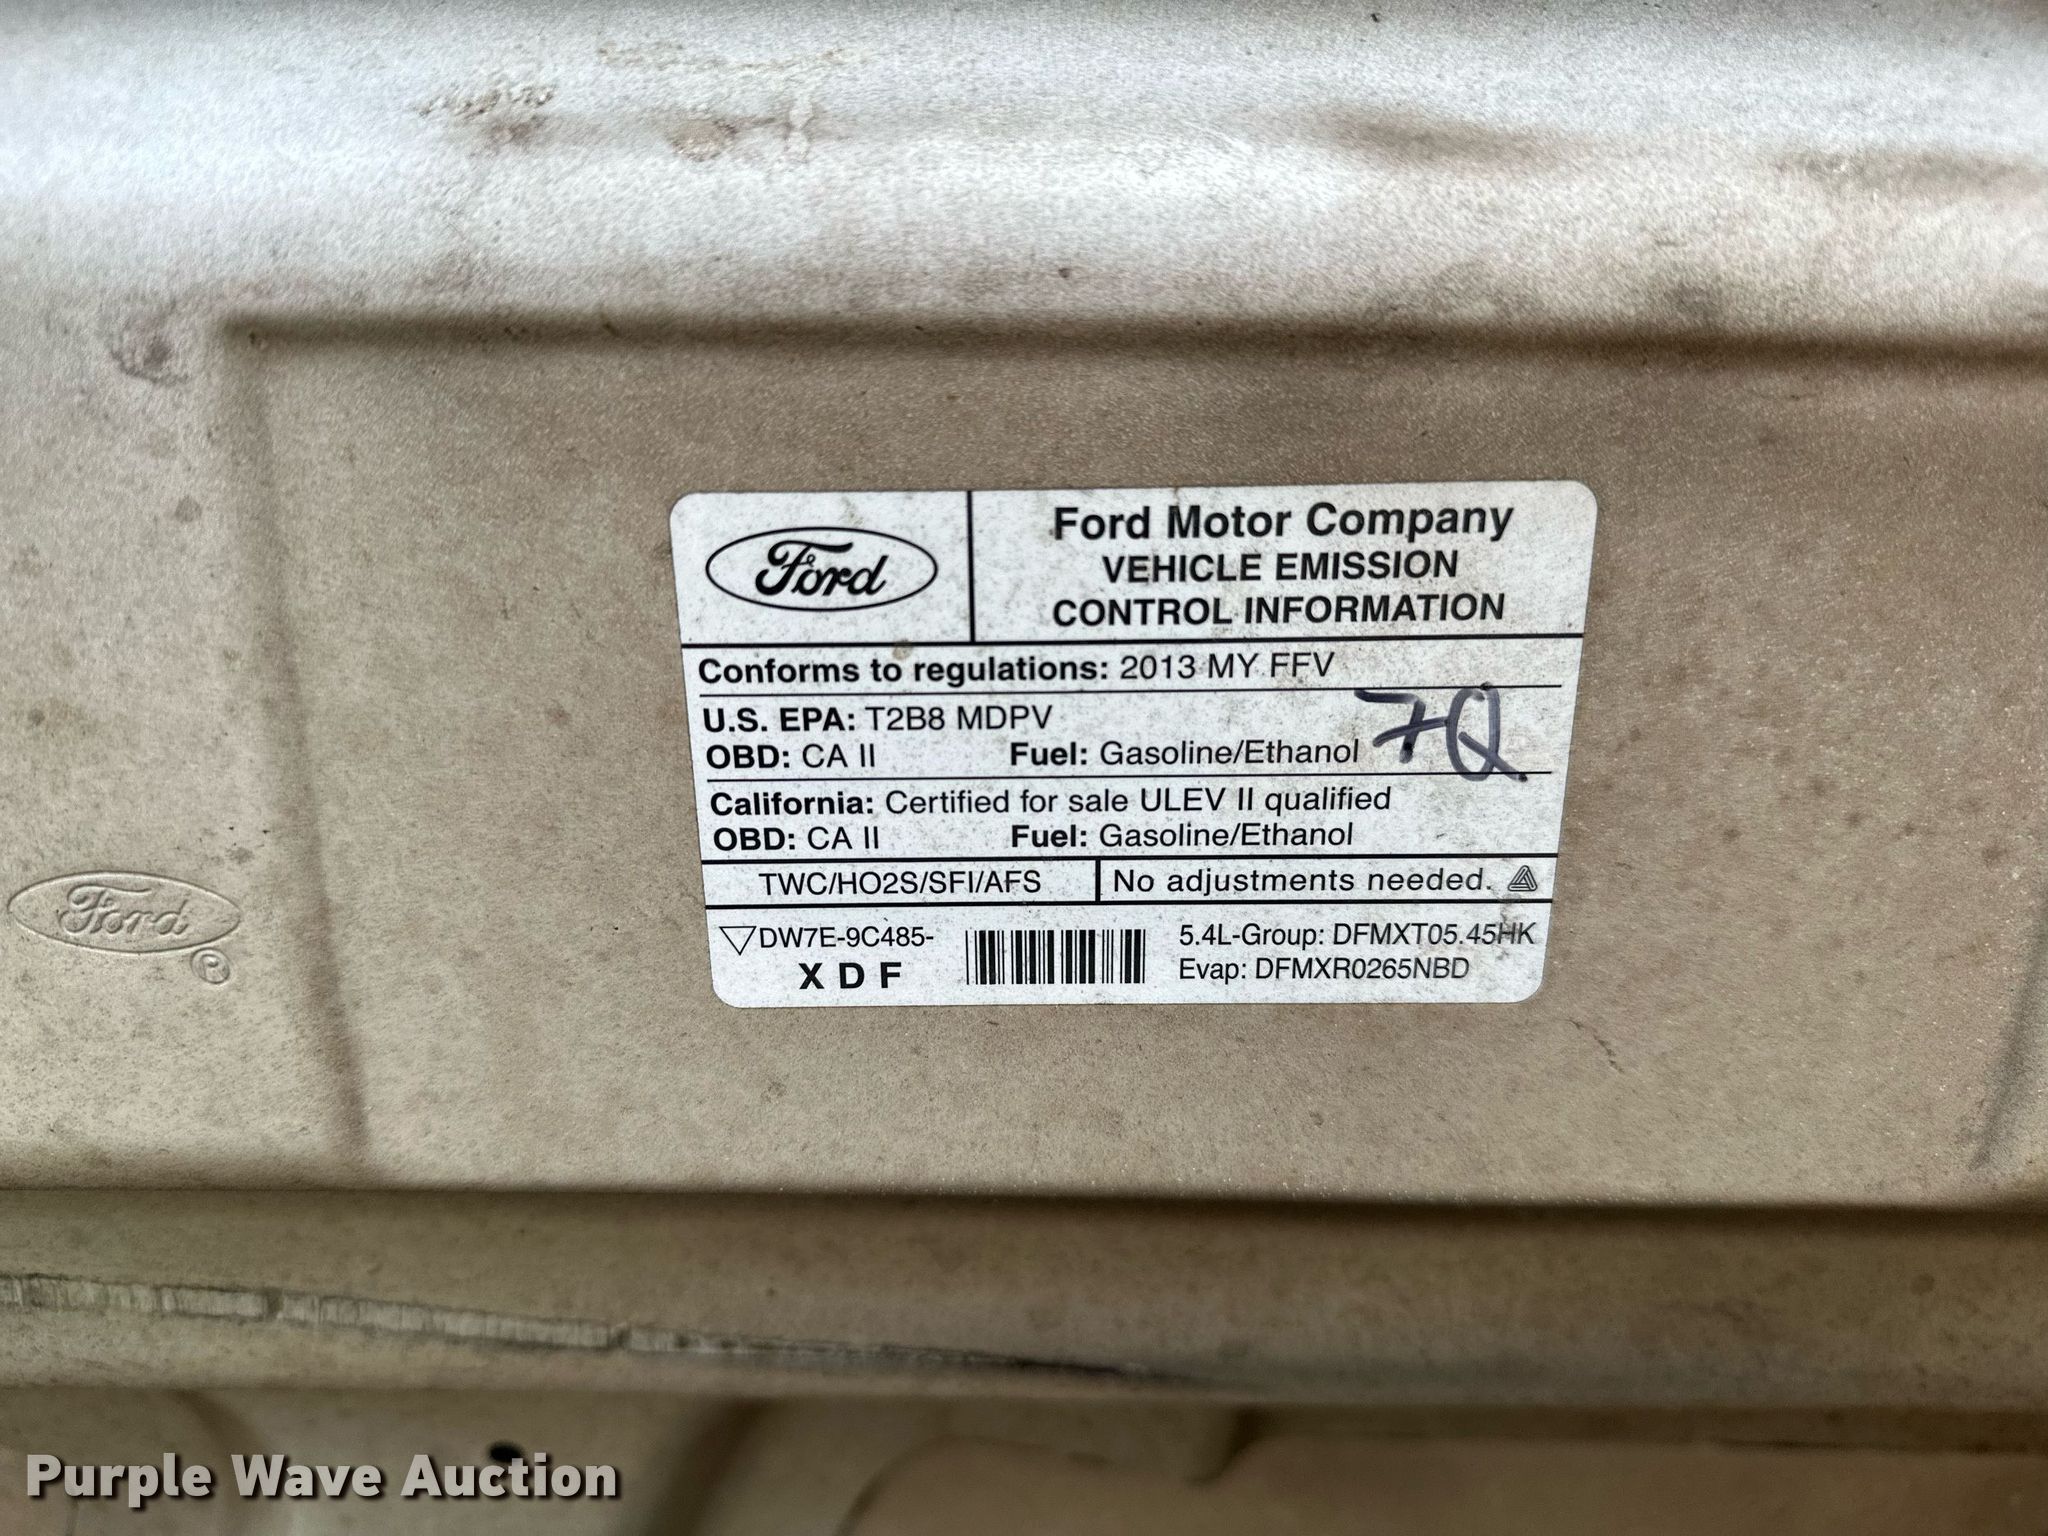 Ford
Ford Motor Company
VEHICLE EMISSION
CONTROL INFORMATION
Conforms to regulations: 2013 MY FFV
U.S. EPA: T2B8 MDPV
7Q
OBD: CA II Fuel: Gasoline/Ethanol
California: Certified for sale ULEV II qualified
OBD: CA II Fuel: Gasoline/Ethanol
TWC/HO2S/SFI/AFS
No adjustments needed.
DW7E-9C485-
X D F
5.4L-Group: DFMXT05.45HK
Evap: DFMXR0265NBD
Ford
®
Purple Wave Auction